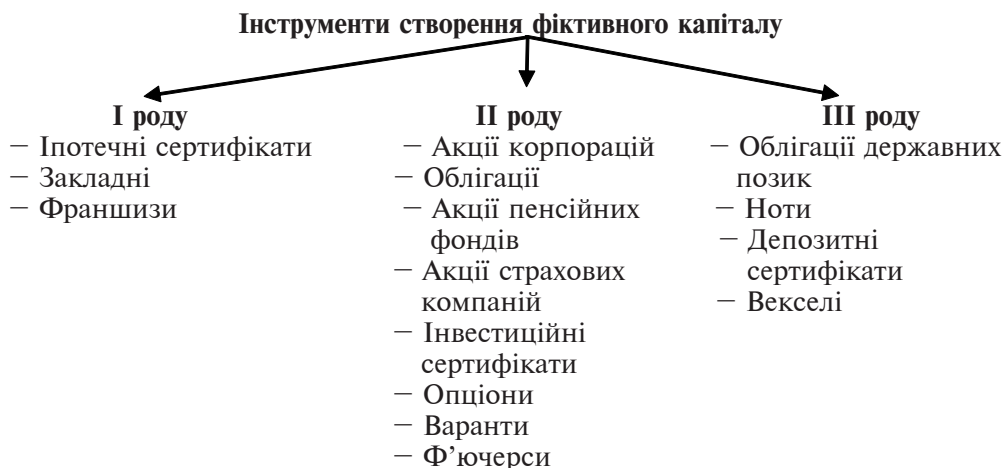 Інструменти створення фіктивного капіталу
І роду
– Іпотечні сертифікати
– Закладні
– Франшизи
ІІ роду
– Акції корпорацій
– Облігації
– Акції пенсійних
фондів
– Акції страхових
компаній
– Інвестиційні
сертифікати
– Опціони
– Варанти
– Ф’ючерси
ІІІ роду
– Облігації державних
позик
– Ноти
– Депозитні
сертифікати
– Векселі